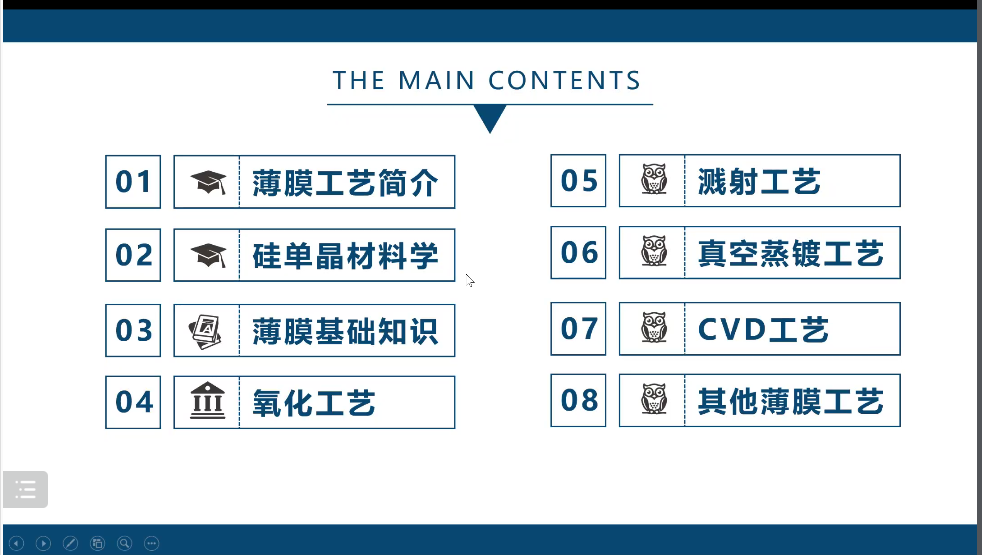 THE MAIN CONTENTS
01 薄膜工艺简介
02 硅单晶材料学
03 薄膜基础知识
04 氧化工艺
05 溅射工艺
06 真空蒸镀工艺
07 CVD工艺
08 其他薄膜工艺